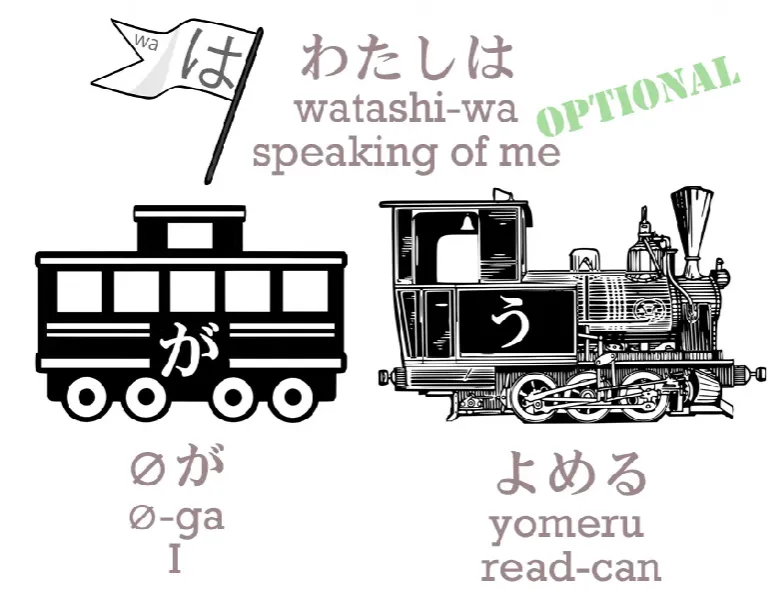 wa
は
わたしは
watashi-wa
OPTIONAL
speaking of me
が
う
∅が
∅-ga
I
よめる
yomeru
read-can